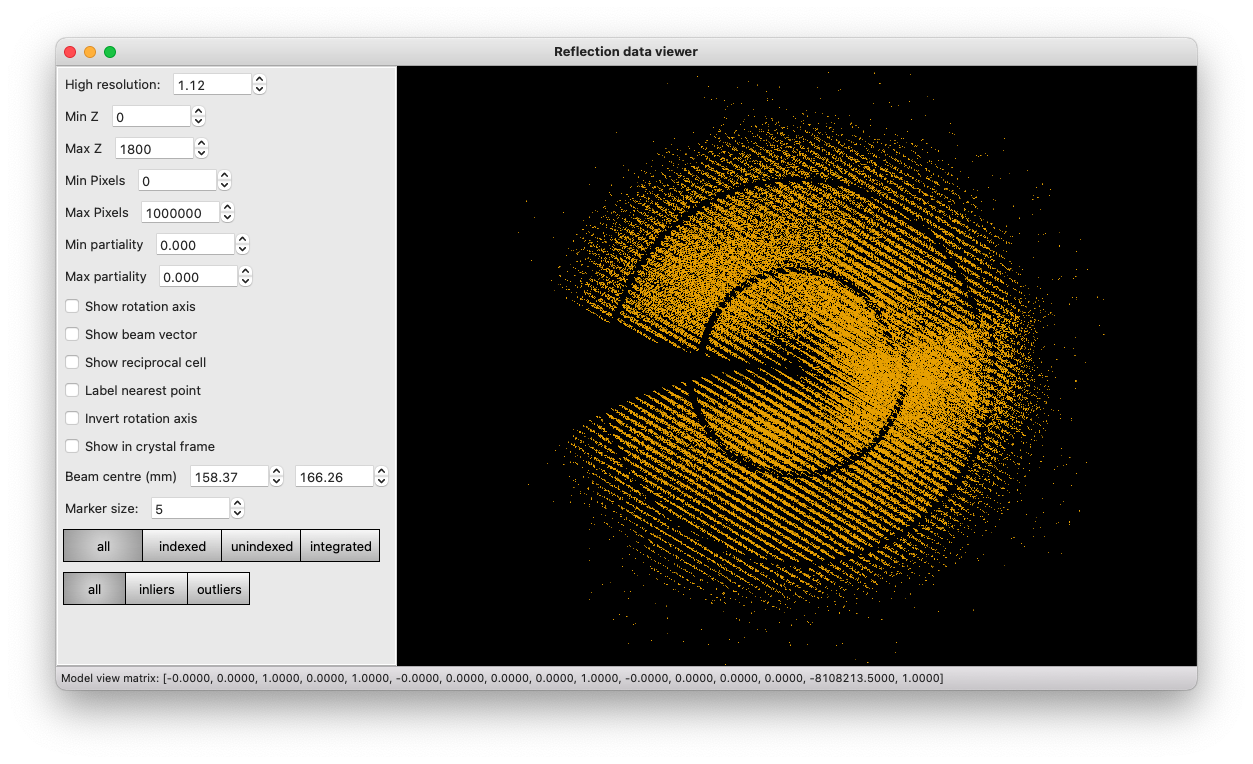 Reflection data viewer
High resolution: 1.12
Min Z 0
Max Z 1800
Min Pixels 0
Max Pixels 1000000
Min partiality 0.000
Max partiality 0.000
Show rotation axis
Show beam vector
Show reciprocal cell
Label nearest point
Invert rotation axis
Show in crystal frame
Beam centre (mm) 158.37 166.26
Marker size: 5
all indexed unindexed integrated
all inliers outliers
Model view matrix: [-0.0000, 0.0000, 1.0000, 0.0000, 1.0000, -0.0000, 0.0000, 0.0000, 0.0000, 1.0000, -0.0000, 0.0000, 0.0000, 0.0000, -8108213.5000, 1.0000]